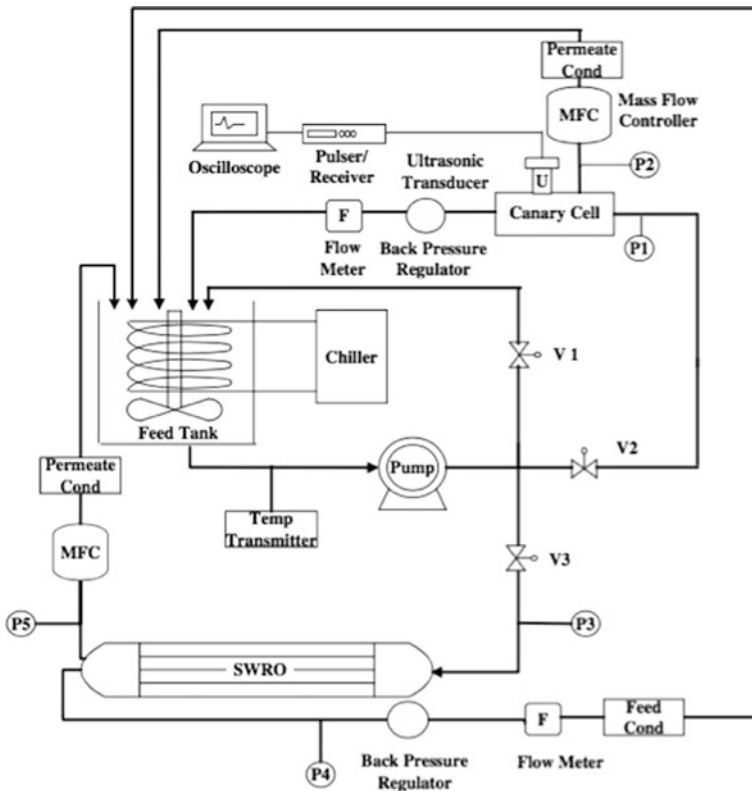 Permeate
Cond
MFC
Mass Flow
Controller
P2
Oscilloscope
Pulser/
Receiver
Ultrasonic
Transducer
U
Canary Cell
P1
F
Flow
Meter
Back Pressure
Regulator
Chiller
V 1
Feed Tank
Pump
V2
Permeate
Cond
Temp
Transmitter
MFC
V3
P5
P3
SWRO
Feed
Cond
F
P4
Back Pressure
Regulator
Flow Meter